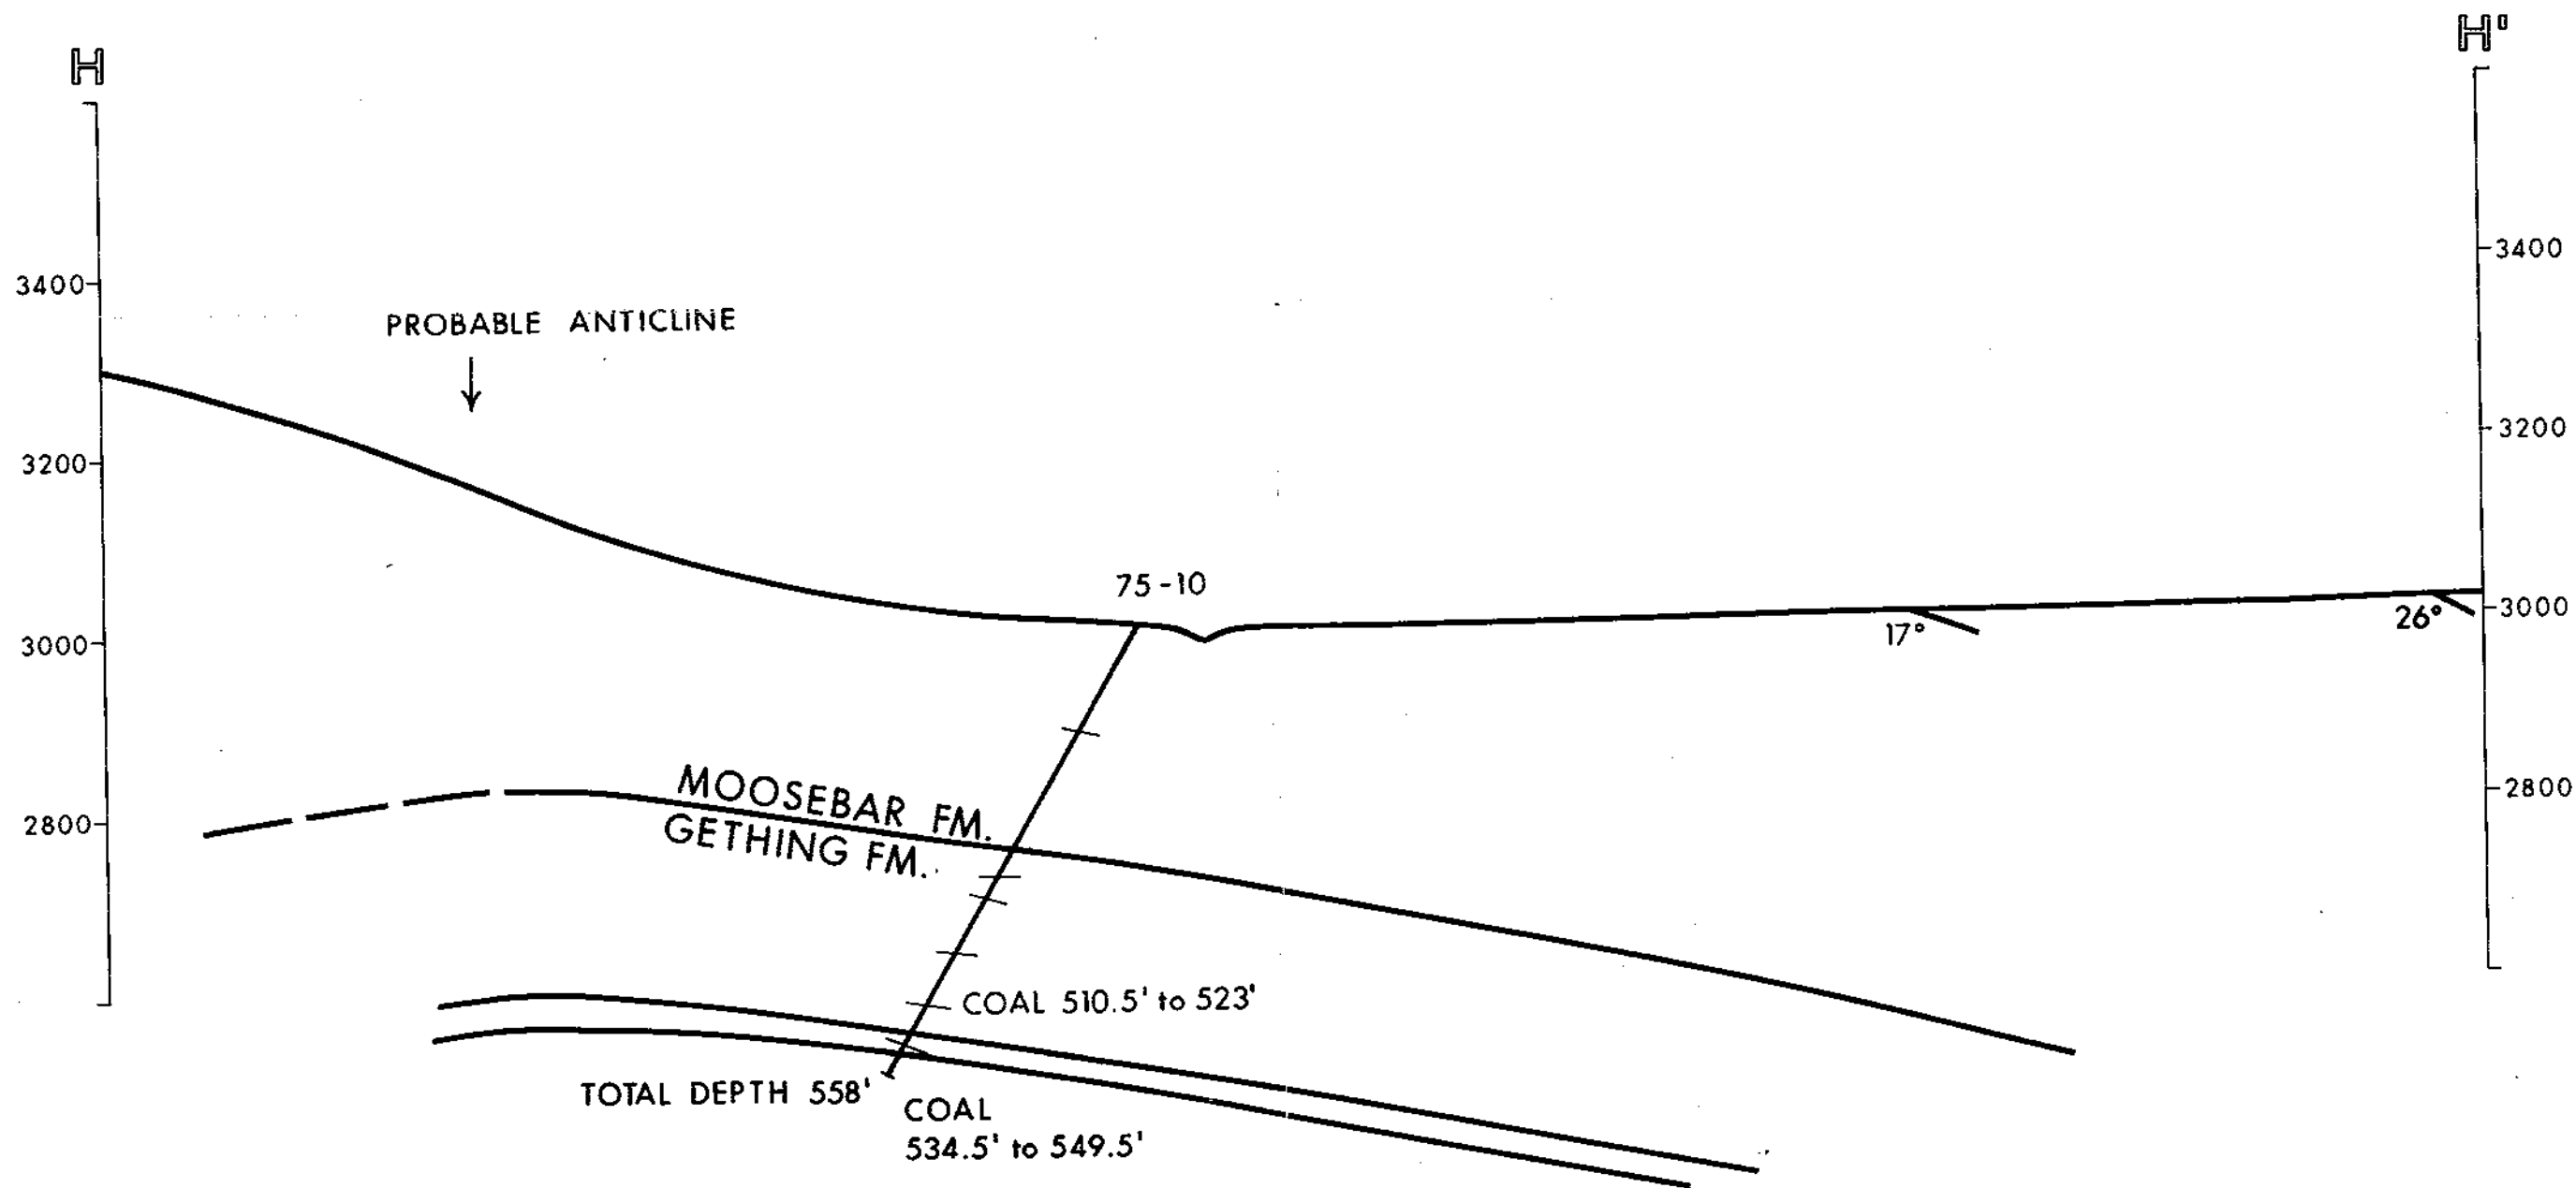 H
H'
3400
3400
PROBABLE ANTICLINE
3200
3200
75-10
3000
3000
17°
26°
MOOSEBAR FM.
GETHING FM.
2800
2800
COAL 510.5' to 523'
TOTAL DEPTH 558'
COAL
534.5' to 549.5'